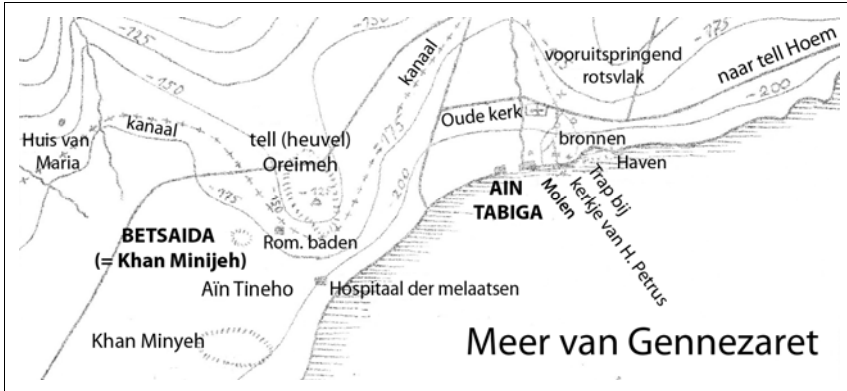 -125
-150
-150
-175
kanaal
vooruitspringend
rotsvlak
naar tell Hoem
-200
kanaal
tell (heuvel)
Oreimeh
-175
Oude kerk
bronnen
Huis van
Maria
Haven
-175
150
-200
AIN
TABIGA
Molen
Trap bij
kerkje van H. Petrus
BETSAIDA
(= Khan Minijeh)
Rom. baden
Aïn Tineho
Hospitaal der melaatsen
Khan Minyeh
Meer van Gennezaret